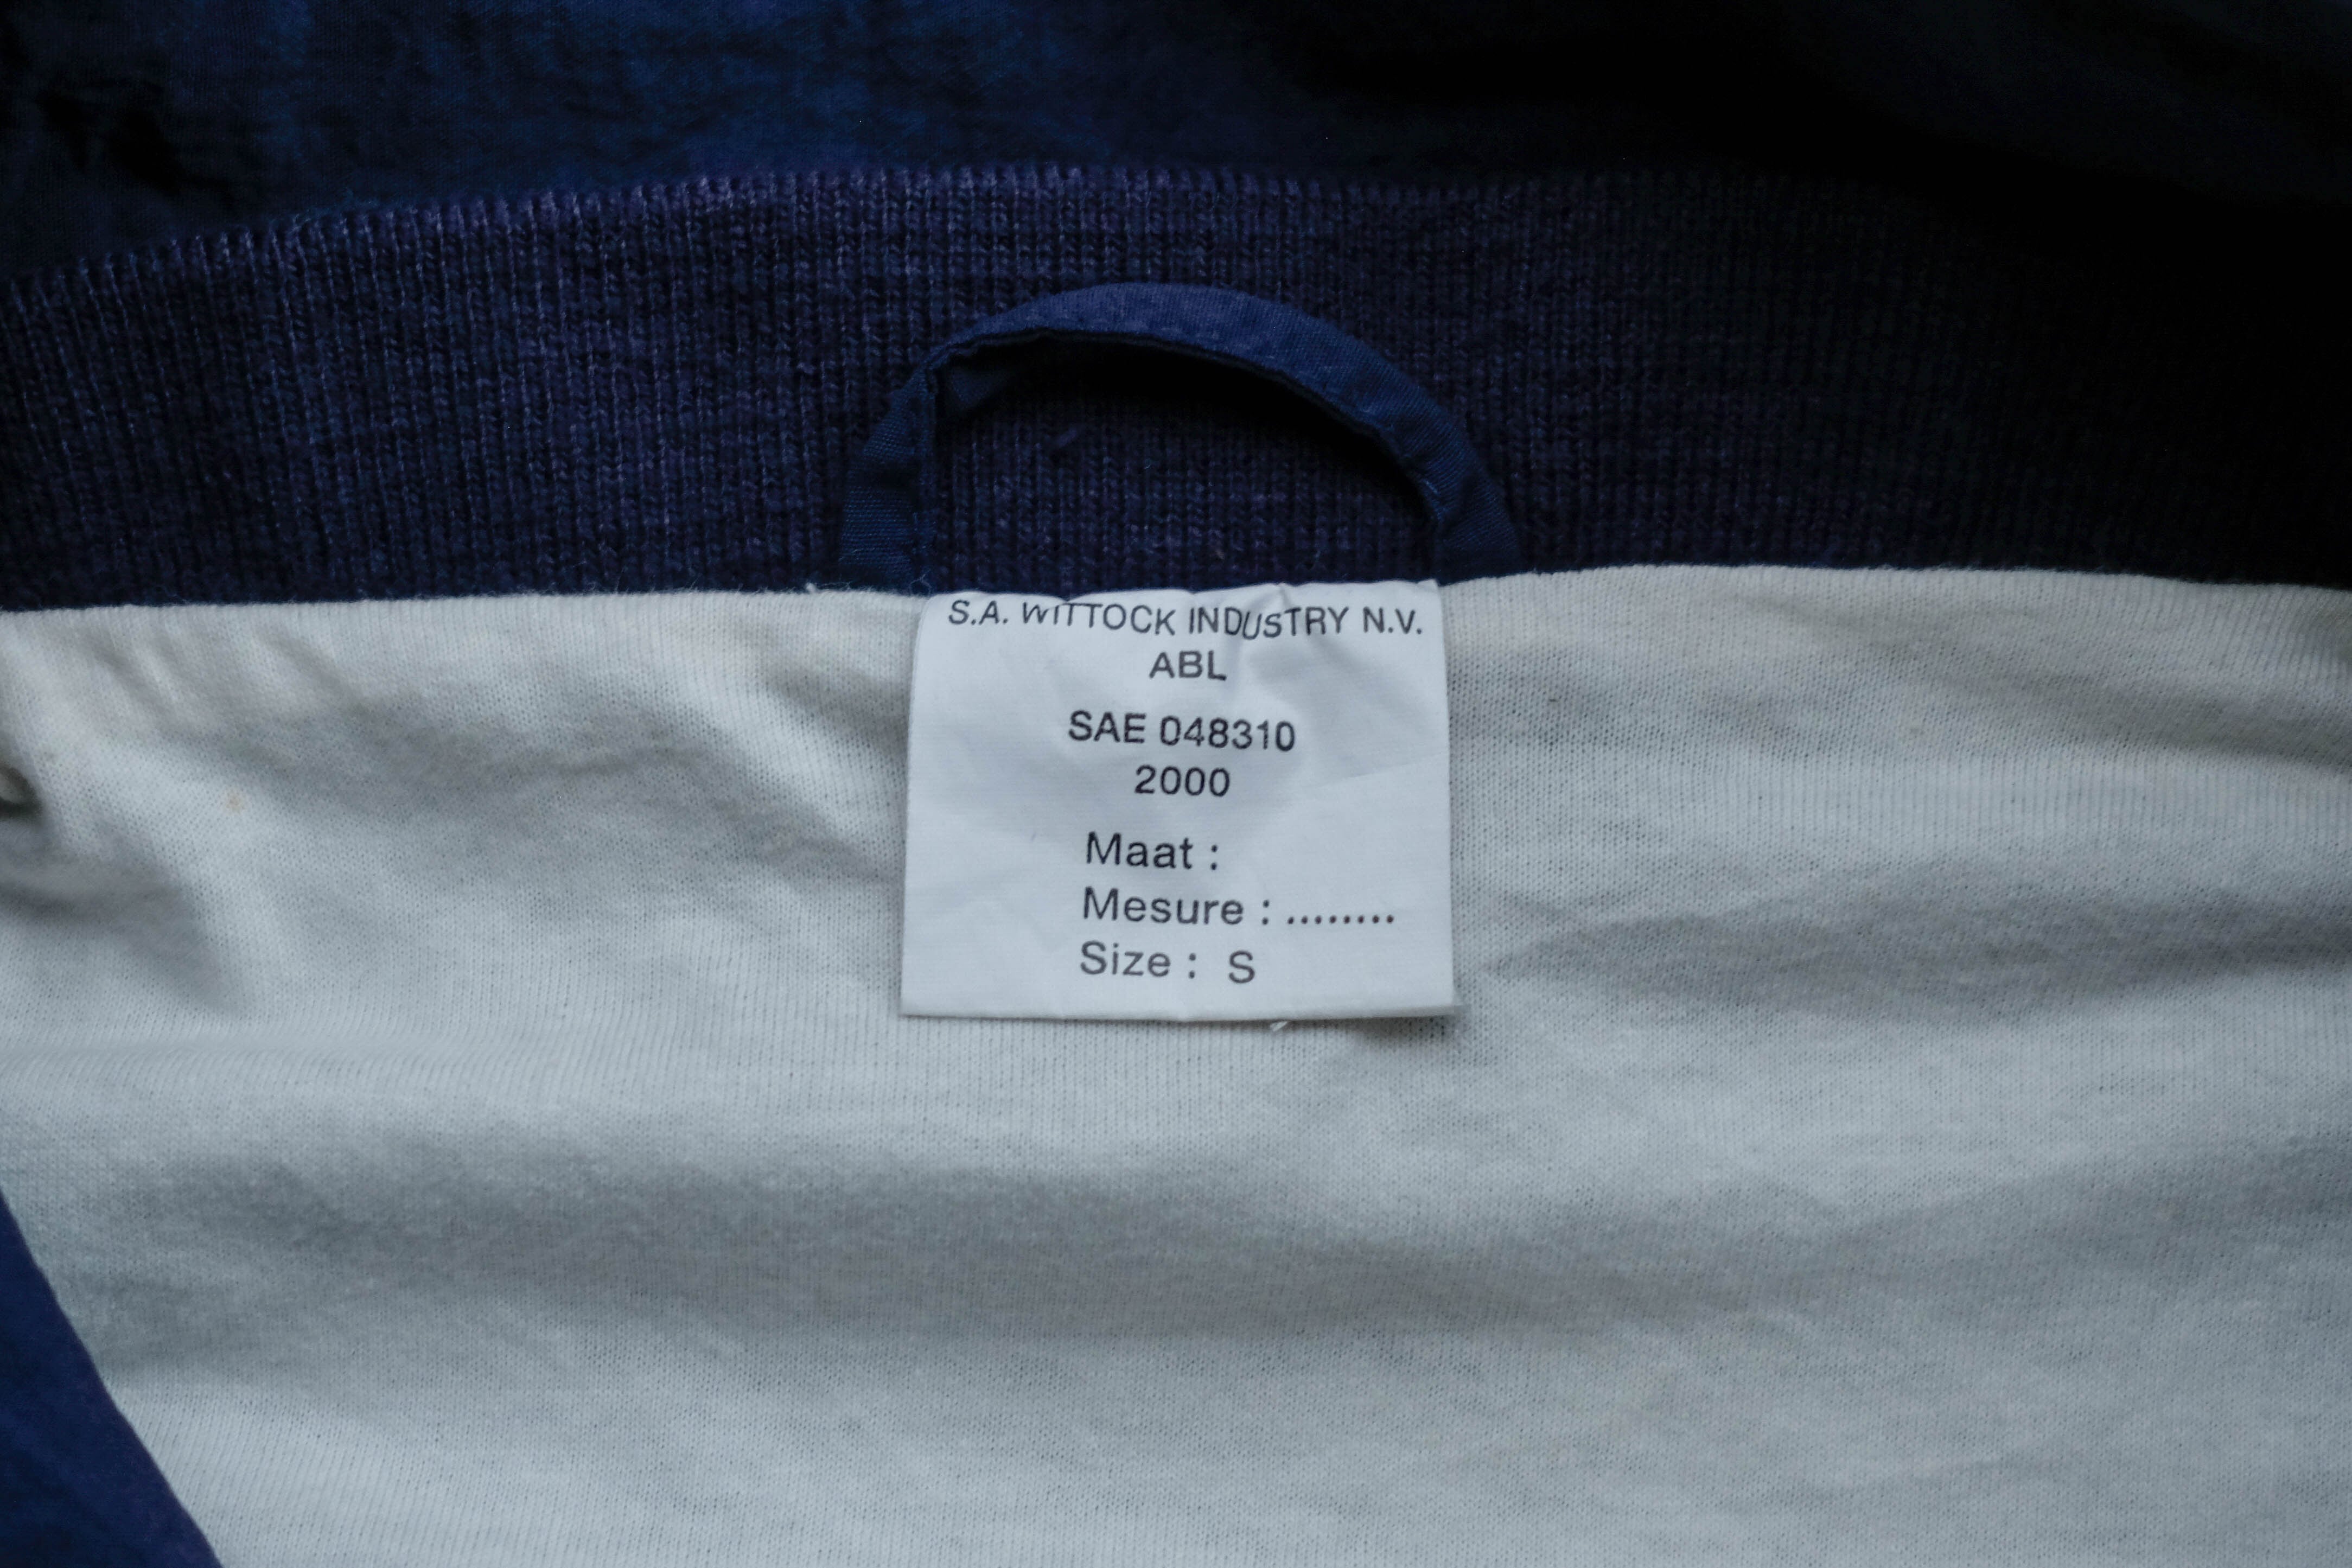 S.A. WITTOCK INDUSTRY N.V.
ABL
SAE 048310
2000
Maat :
Mesure : ........
Size : S